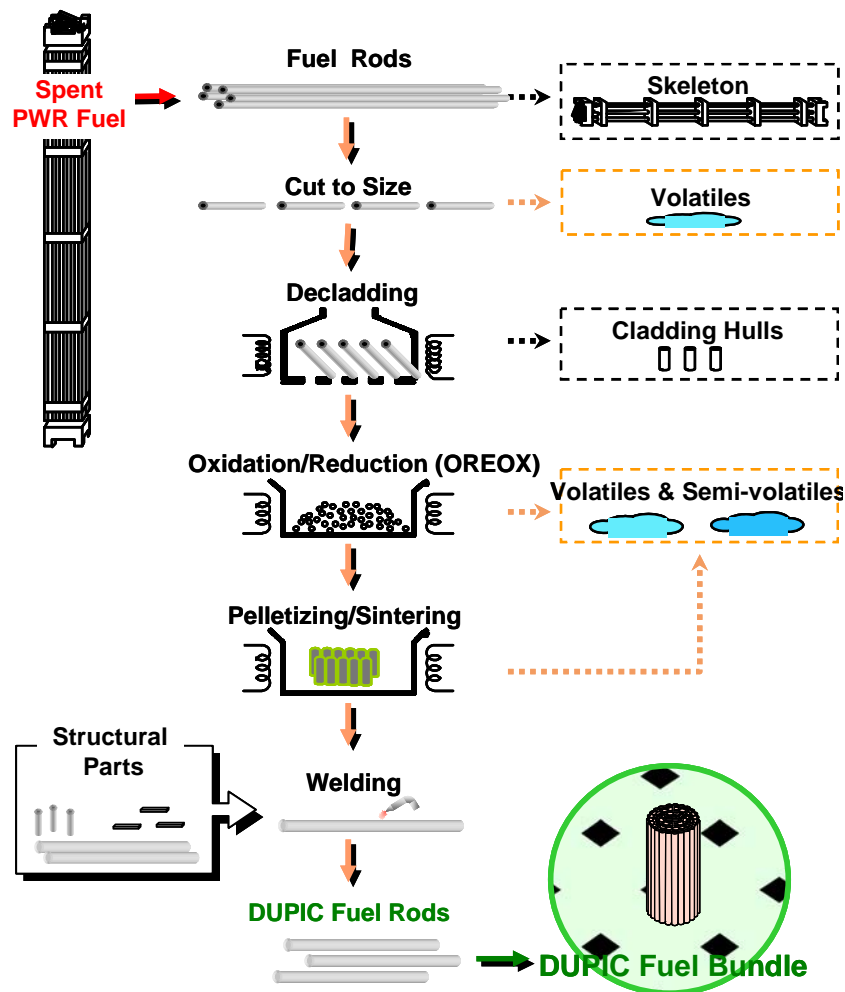 Fuel Rods
Spent
PWR Fuel
Skeleton
Cut to Size
Volatiles
Decladding
Cladding Hulls
Oxidation/Reduction (OREOX)
Volatiles & Semi-volatiles
Pelletizing/Sintering
Structural
Parts
Welding
DUPIC Fuel Rods
DUPIC Fuel Bundle